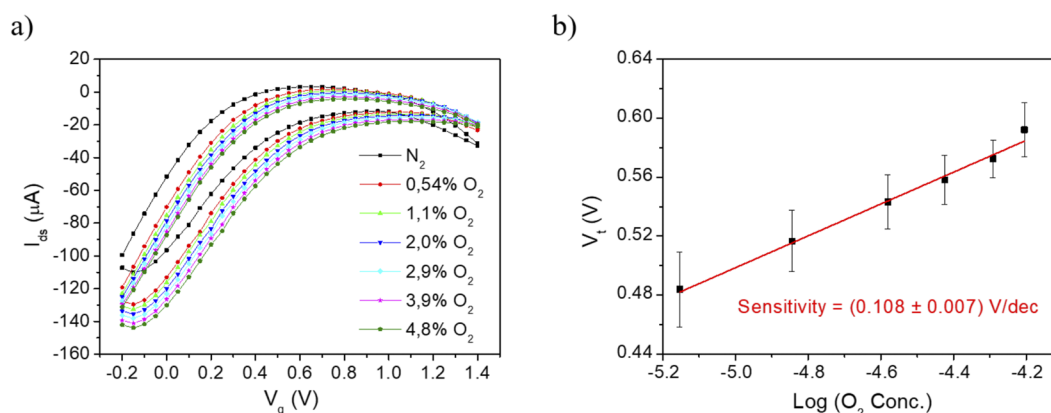 a)
20
0
-20
-40
-60
-80
-100
-120
-140
-160
I_ds (μA)
-0.2 0.0 0.2 0.4 0.6 0.8 1.0 1.2 1.4
V_g (V)
N₂
0,54% O₂
1,1% O₂
2,0% O₂
2,9% O₂
3,9% O₂
4,8% O₂
b)
0.64
0.60
0.56
0.52
0.48
0.44
V_t (V)
Sensitivity = (0.108 ± 0.007) V/dec
-5.2 -5.0 -4.8 -4.6 -4.4 -4.2
Log (O₂ Conc.)